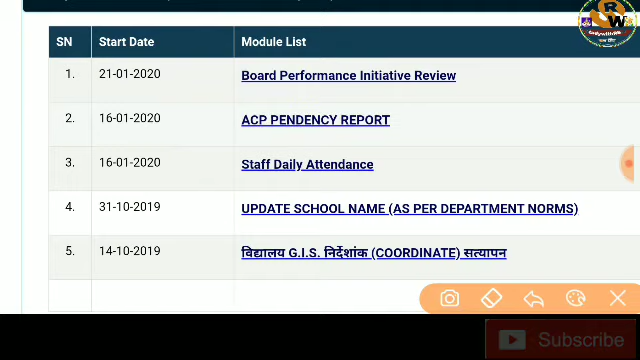 SN Start Date Module List
1. 21-01-2020 Board Performance Initiative Review
2. 16-01-2020 ACP PENDENCY REPORT
3. 16-01-2020 Staff Daily Attendance
4. 31-10-2019 UPDATE SCHOOL NAME (AS PER DEPARTMENT NORMS)
5. 14-10-2019 विद्यालय G.I.S. निर्देशांक (COORDINATE) सत्यापन
Subscribe